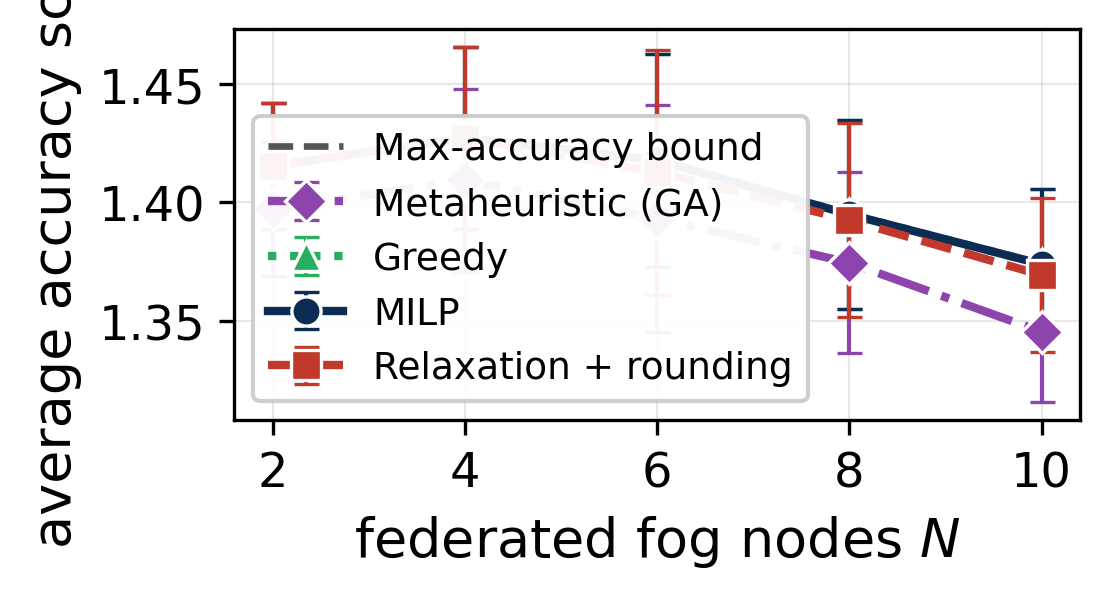 average accuracy
1.45
1.40
1.35
Max-accuracy bound
Metaheuristic (GA)
Greedy
MILP
Relaxation + rounding
2 4 6 8 10
federated fog nodes N